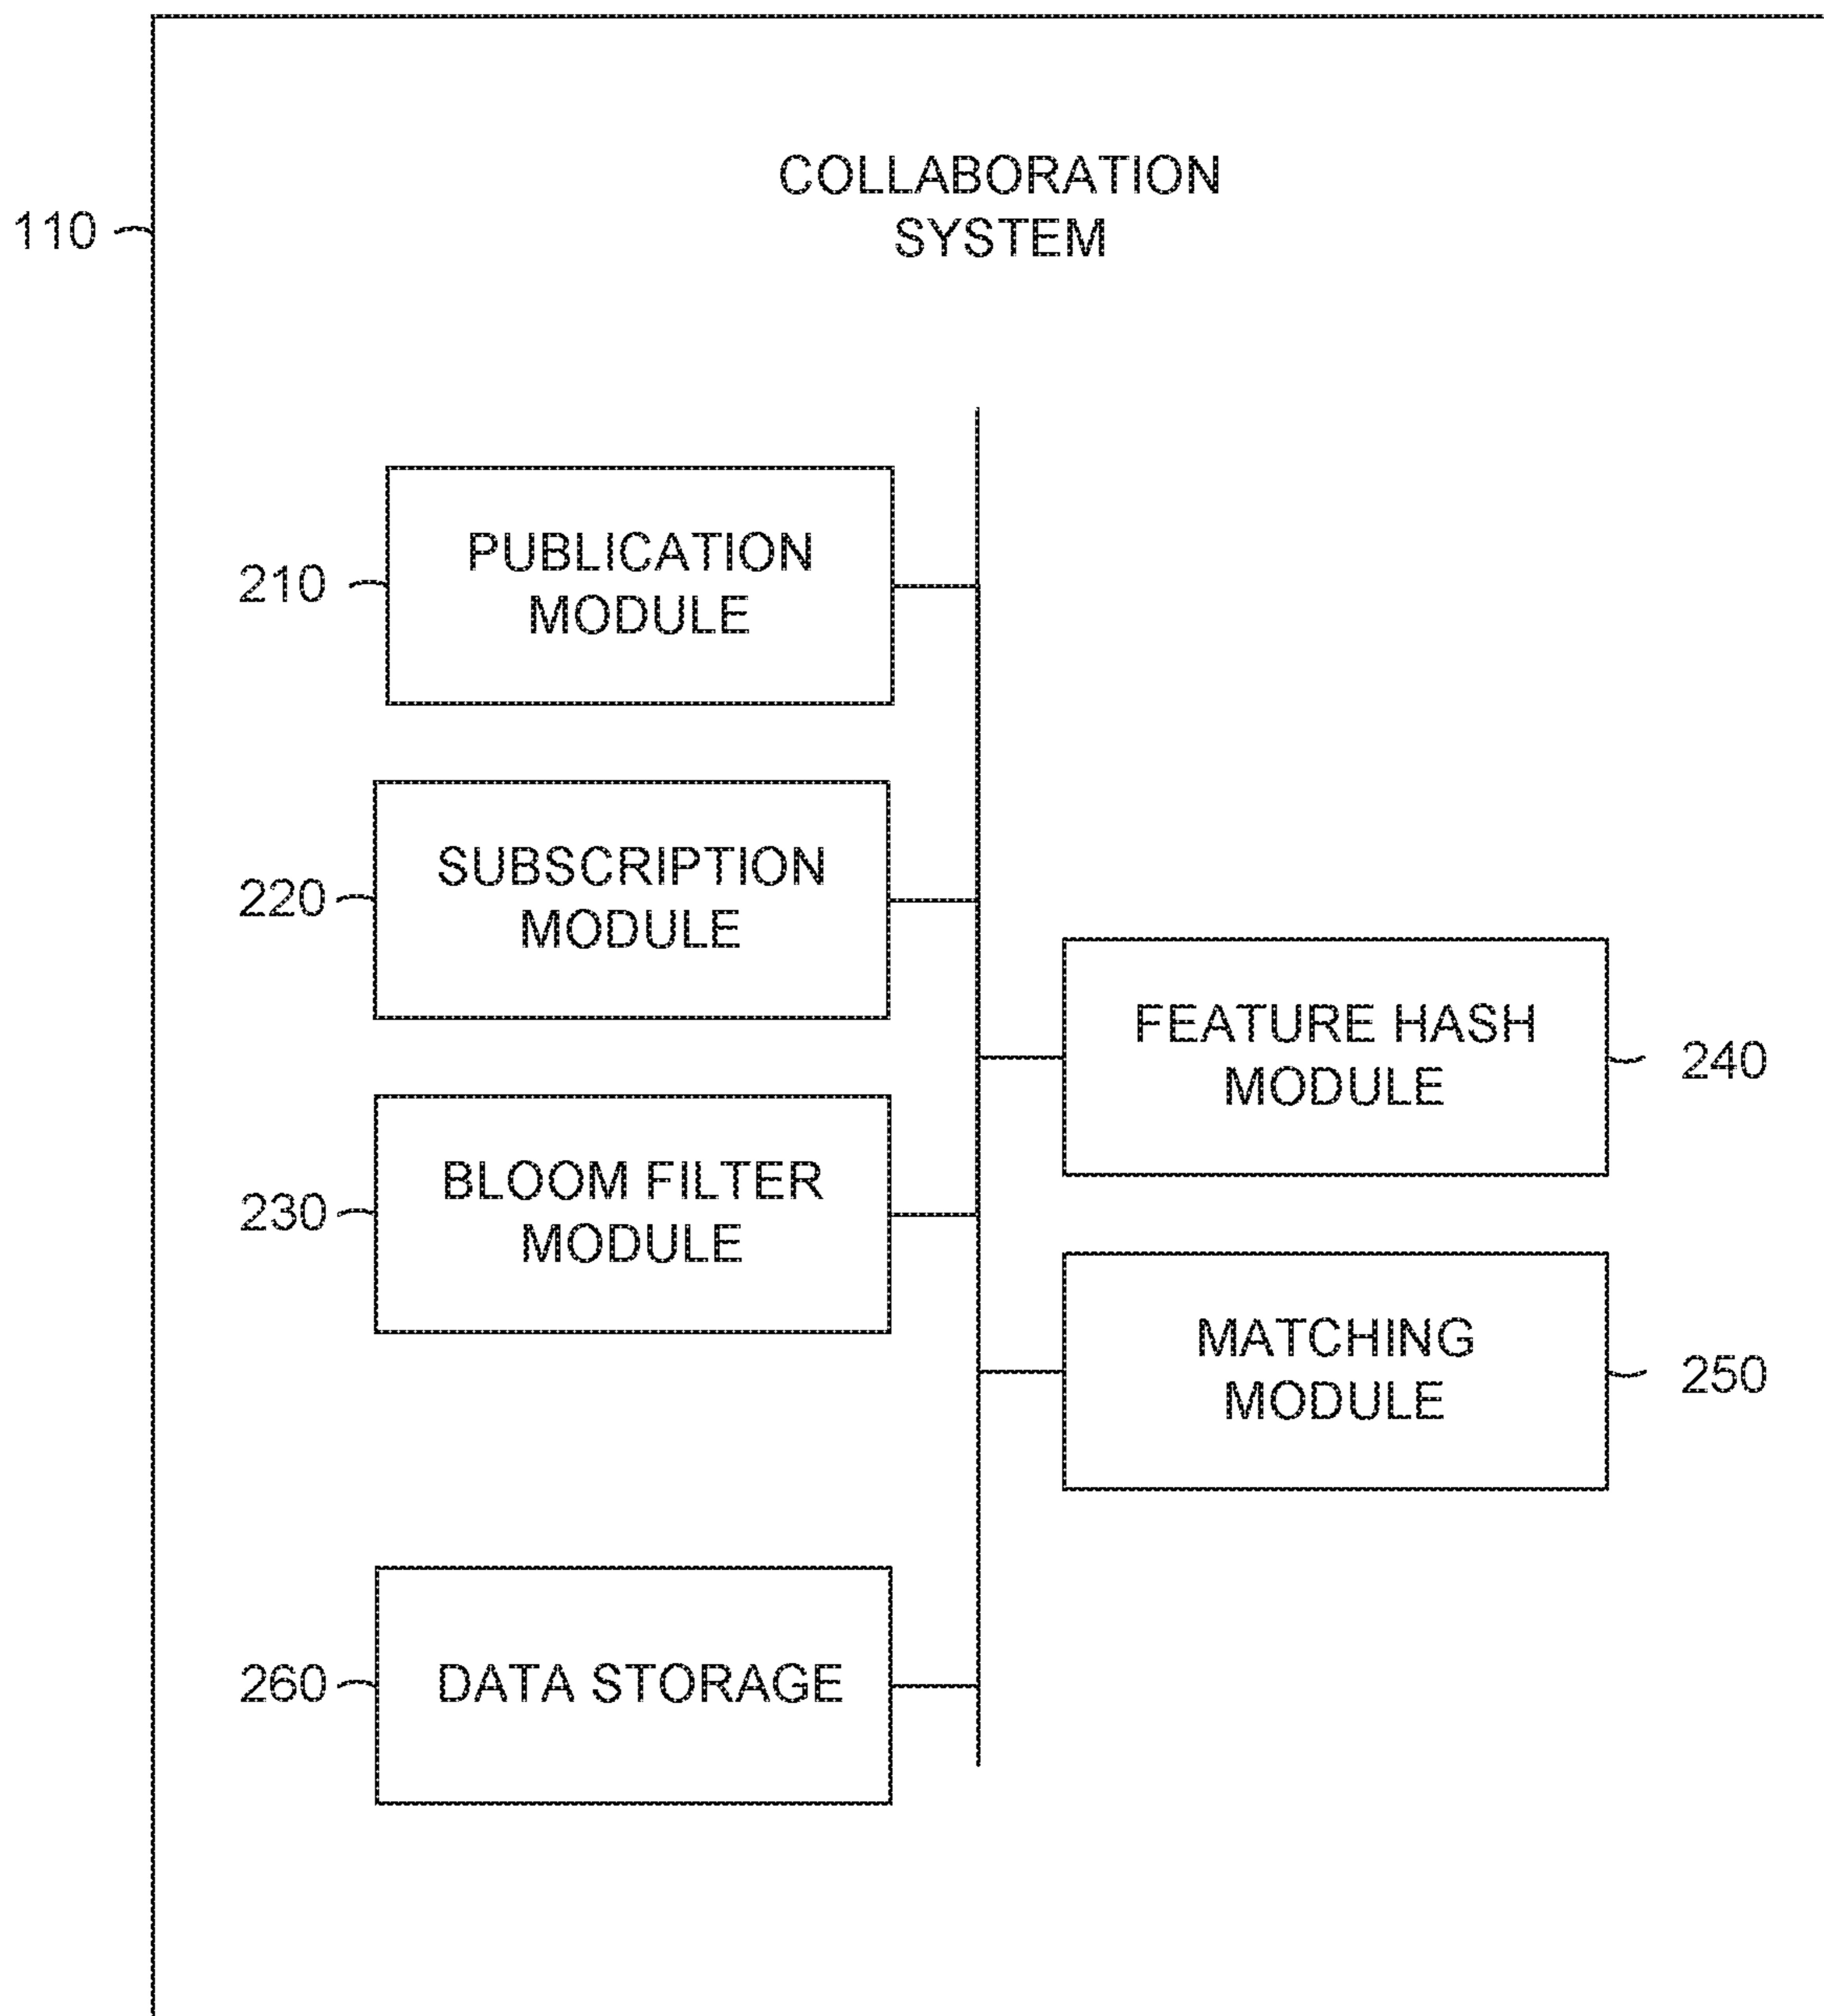 COLLABORATION
SYSTEM
110
PUBLICATION
MODULE
210
SUBSCRIPTION
MODULE
220
FEATURE HASH
MODULE
240
BLOOM FILTER
MODULE
230
MATCHING
MODULE
250
260
DATA STORAGE